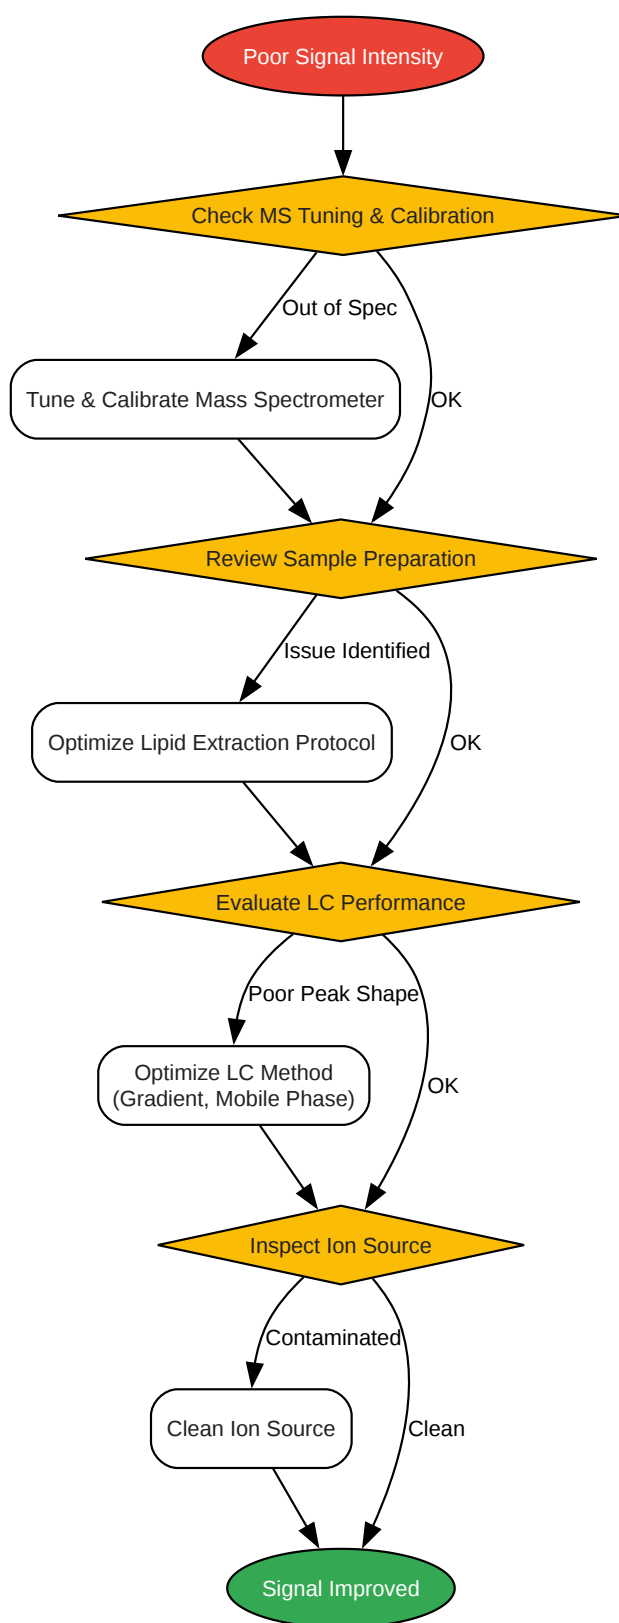 Poor Signal Intensity
Check MS Tuning & Calibration
Out of Spec
Tune & Calibrate Mass Spectrometer
OK
Review Sample Preparation
Issue Identified
Optimize Lipid Extraction Protocol
OK
Evaluate LC Performance
Poor Peak Shape
Optimize LC Method
(Gradient, Mobile Phase)
OK
Inspect Ion Source
Contaminated
Clean Ion Source
Clean
Signal Improved